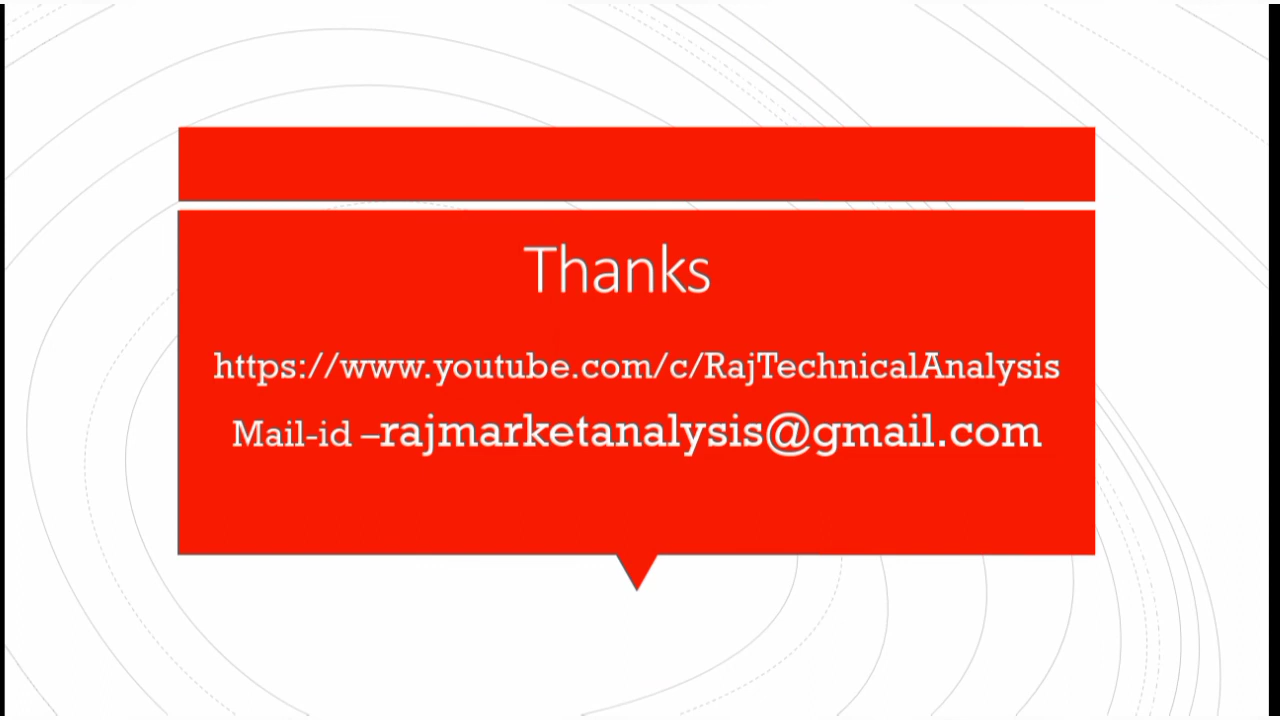 Thanks
https://www.youtube.com/c/RajTechnicalAnalysis
Mail-id –rajmarketanalysis@gmail.com